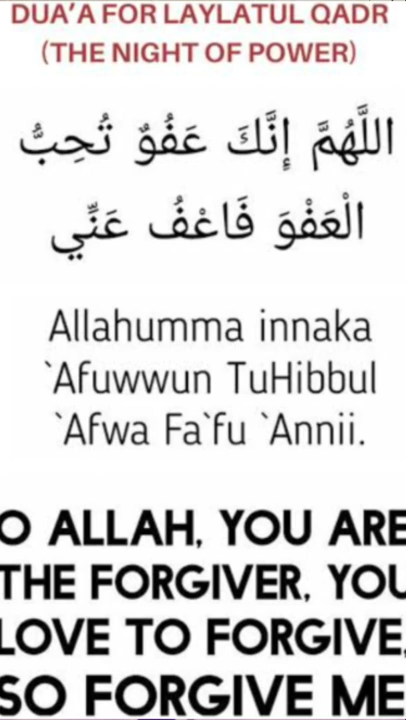 DUA'A FOR LAYLATUL QADR
(THE NIGHT OF POWER)
اللَّهُمَّ إِنَّكَ عَفُوٌّ تُحِبُّ
الْعَفْوَ فَاعْفُ عَنِّي
Allahumma innaka
`Afuwwun TuHibbul
`Afwa Fa`fu `Annii.
O ALLAH, YOU ARE
THE FORGIVER, YOU
LOVE TO FORGIVE,
SO FORGIVE ME